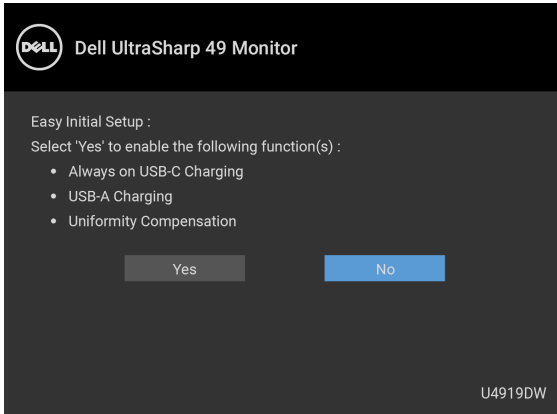 DELL
Dell UltraSharp 49 Monitor
Easy Initial Setup :
Select 'Yes' to enable the following function(s) :
• Always on USB-C Charging
• USB-A Charging
• Uniformity Compensation
Yes No
U4919DW